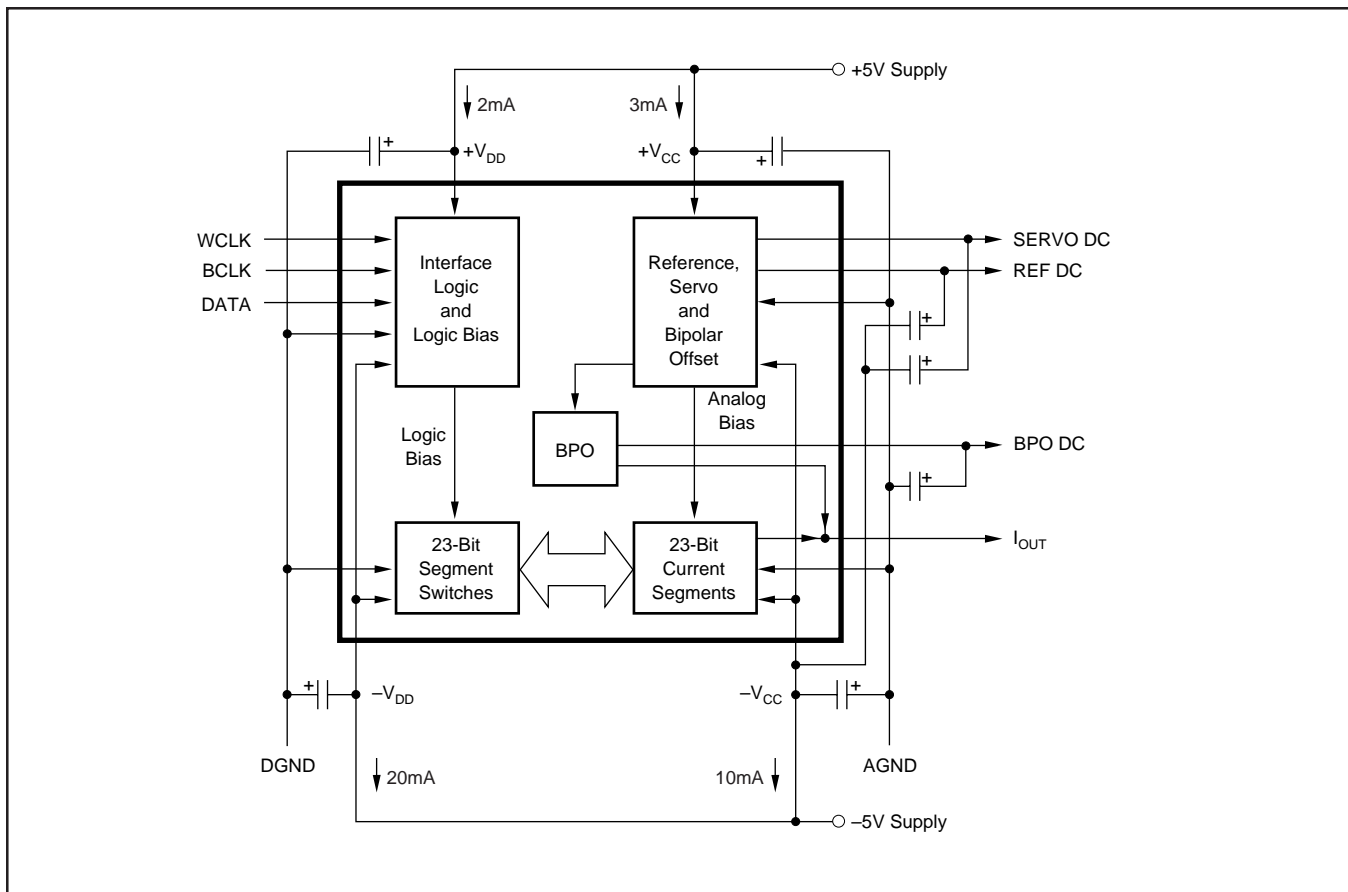 +5V Supply
2mA
3mA
+
+VDD
+VCC
+
WCLK
BCLK
DATA
Interface
Logic
and
Logic Bias
Reference,
Servo
and
Bipolar
Offset
SERVO DC
REF DC
+
+
Logic
Bias
BPO
Analog
Bias
BPO DC
+
23-Bit
Segment
Switches
23-Bit
Current
Segments
IOUT
+
–VDD
–VCC
+
DGND
20mA
10mA
AGND
–5V Supply